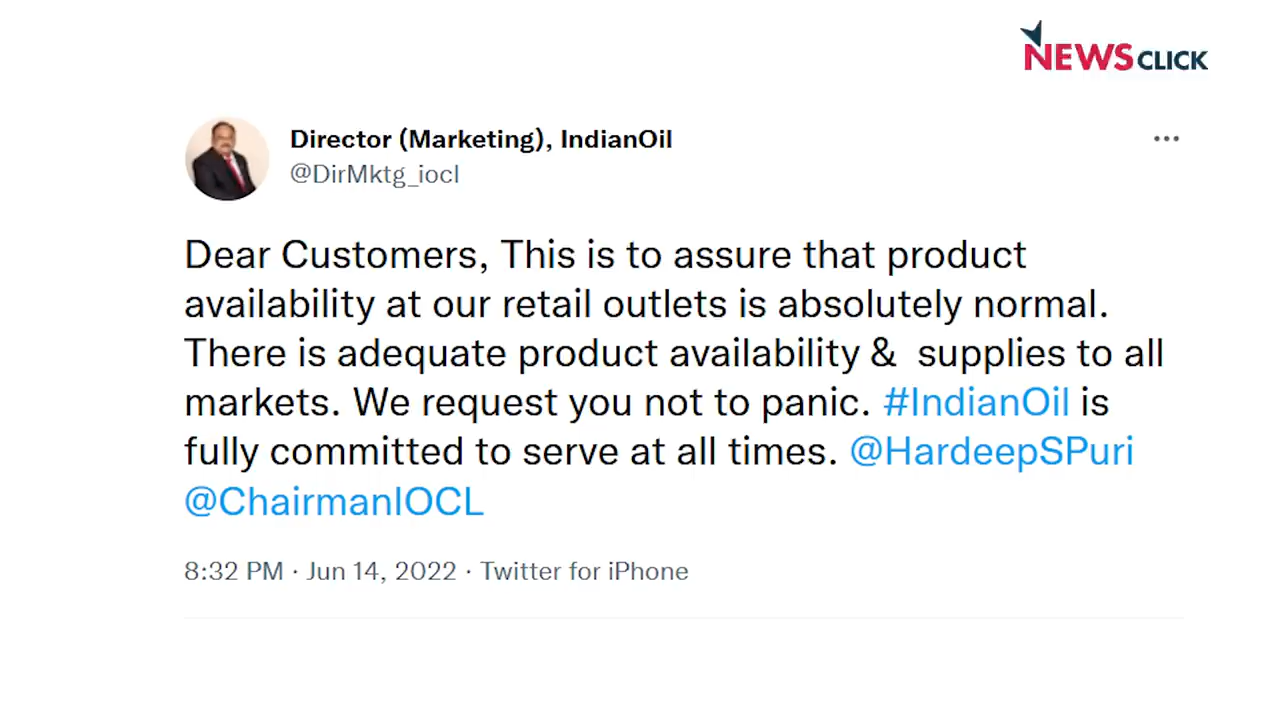 NEWSCLICK
Director (Marketing), IndianOil
@DirMktg_iocl
Dear Customers, This is to assure that product
availability at our retail outlets is absolutely normal.
There is adequate product availability &  supplies to all
markets. We request you not to panic. #IndianOil is
fully committed to serve at all times. @HardeepSPuri
@ChairmanIOCL
8:32 PM · Jun 14, 2022 · Twitter for iPhone